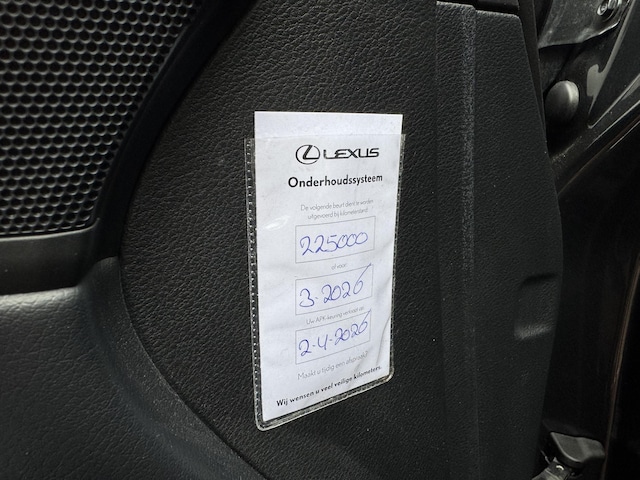 LEXUS
Onderhoudssysteem
De volgende beurt dient te worden
uitgevoerd bij kilometerstand:
225000
of voor:
3-2026
Uw APK-keuring verloopt op:
2-4-2026
Maakt u tijdig een afspraak?
Wij wensen u veel veilige kilometers.